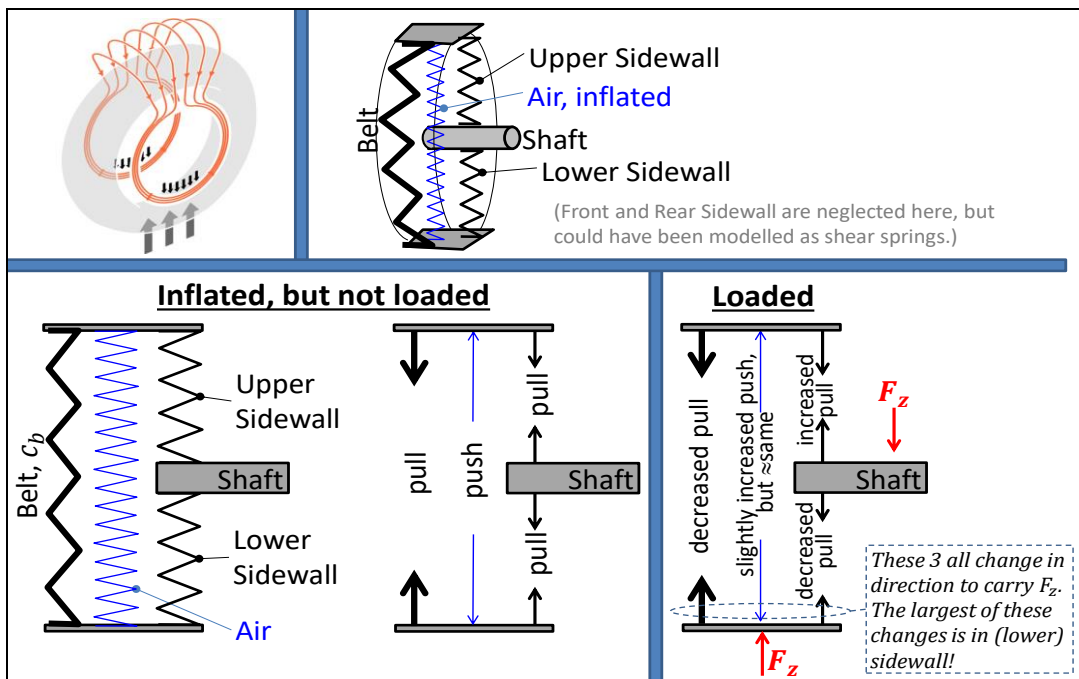 Belt
Upper Sidewall
Air, inflated
Shaft
Lower Sidewall
(Front and Rear Sidewall are neglected here, but
could have been modelled as shear springs.)
Inflated, but not loaded
Belt, c_b
Upper
Sidewall
Shaft
Lower
Sidewall
Air
pull
push
pull
pull
Shaft
Loaded
decreased pull
slightly increased push,
but ≈same
increased
pull
decreased
pull
F_z
Shaft
F_z
These 3 all change in
direction to carry F_z.
The largest of these
changes is in (lower)
sidewall!